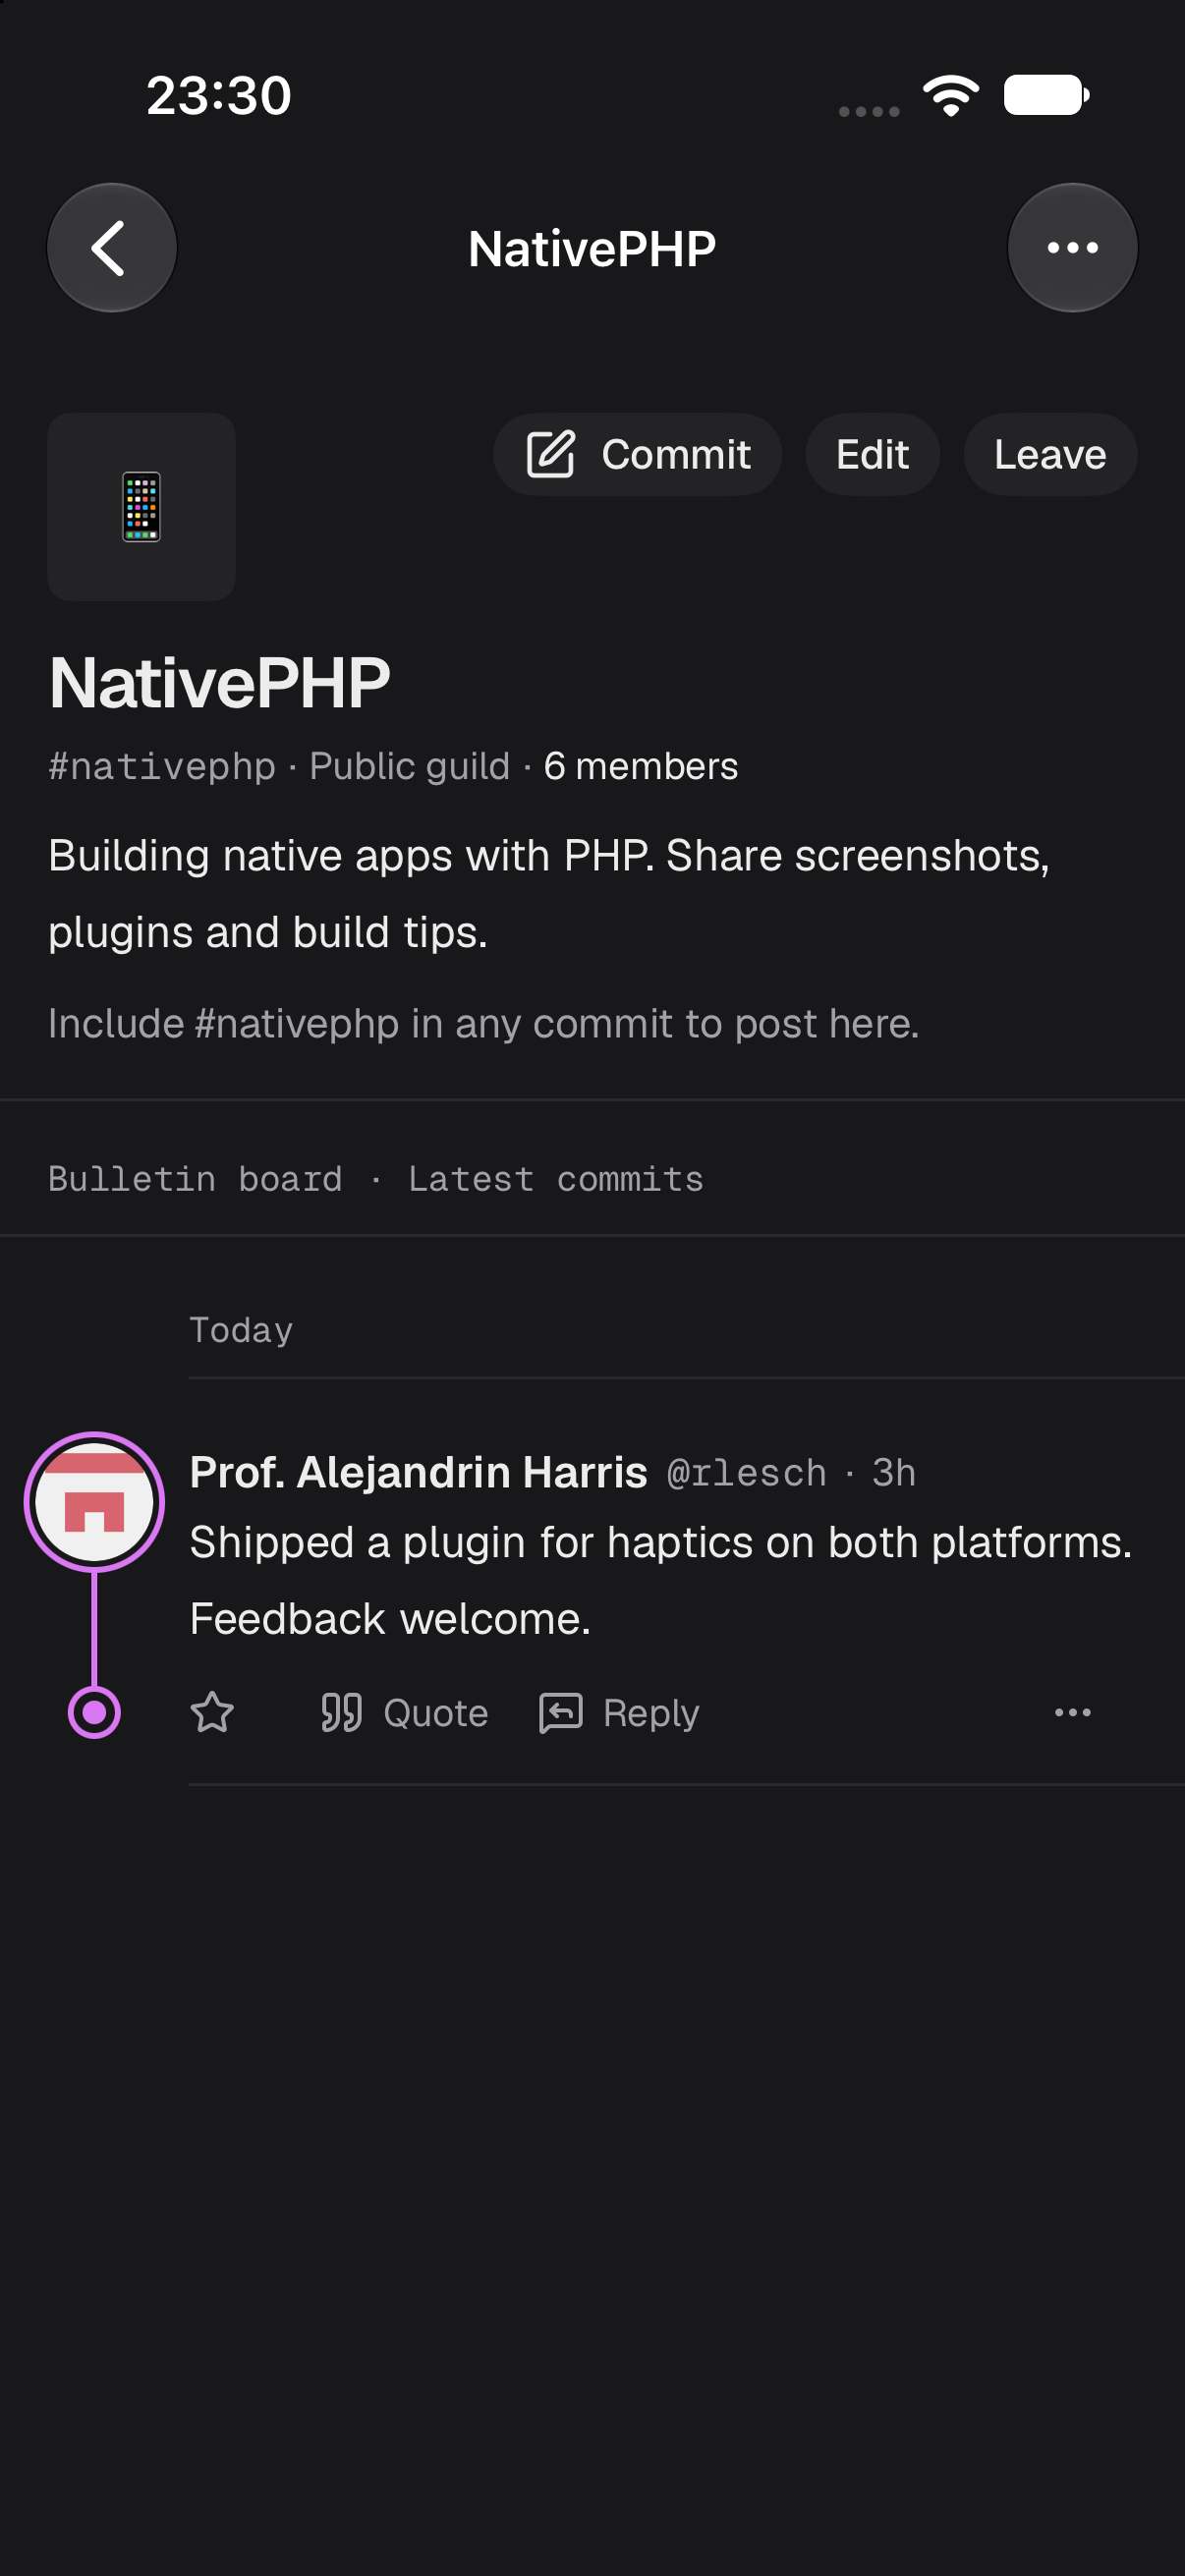 23:30
NativePHP
Commit
Edit
Leave
NativePHP
#nativephp · Public guild · 6 members
Building native apps with PHP. Share screenshots,
plugins and build tips.
Include #nativephp in any commit to post here.
Bulletin board · Latest commits
Today
Prof. Alejandrin Harris @rlesch · 3h
Shipped a plugin for haptics on both platforms.
Feedback welcome.
Quote
Reply